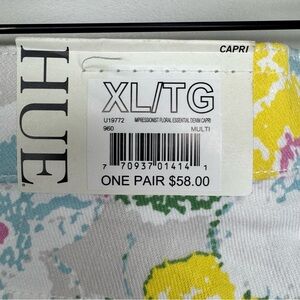 HUE
CAPRI
XL/TG
U19772 IMPRESSIONIST FLORAL ESSENTIAL DENIM CAPRI
960 MULTI
7 70937 01414 1
ONE PAIR $58.00